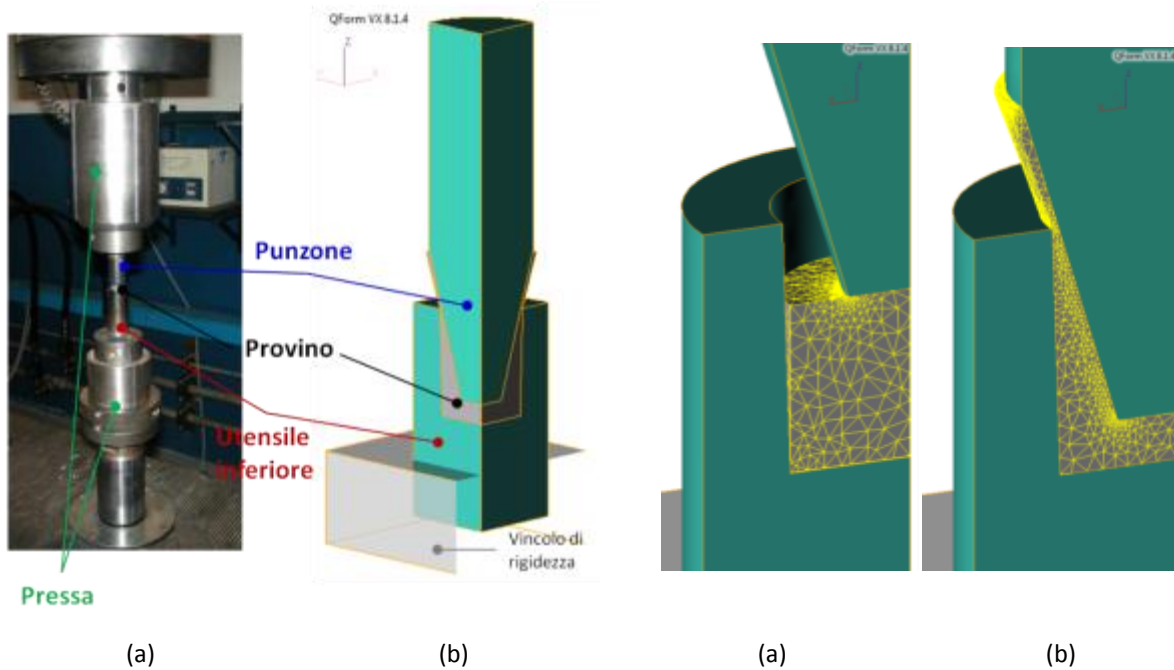 QForm VX 8.1.4
Z
Punzone
Provino
Utensile
inferiore
Vincolo di
rigidezza
Pressa
(a)
(b)
QForm VX 8.1.4
(a)
QForm VX 8.1.4
(b)